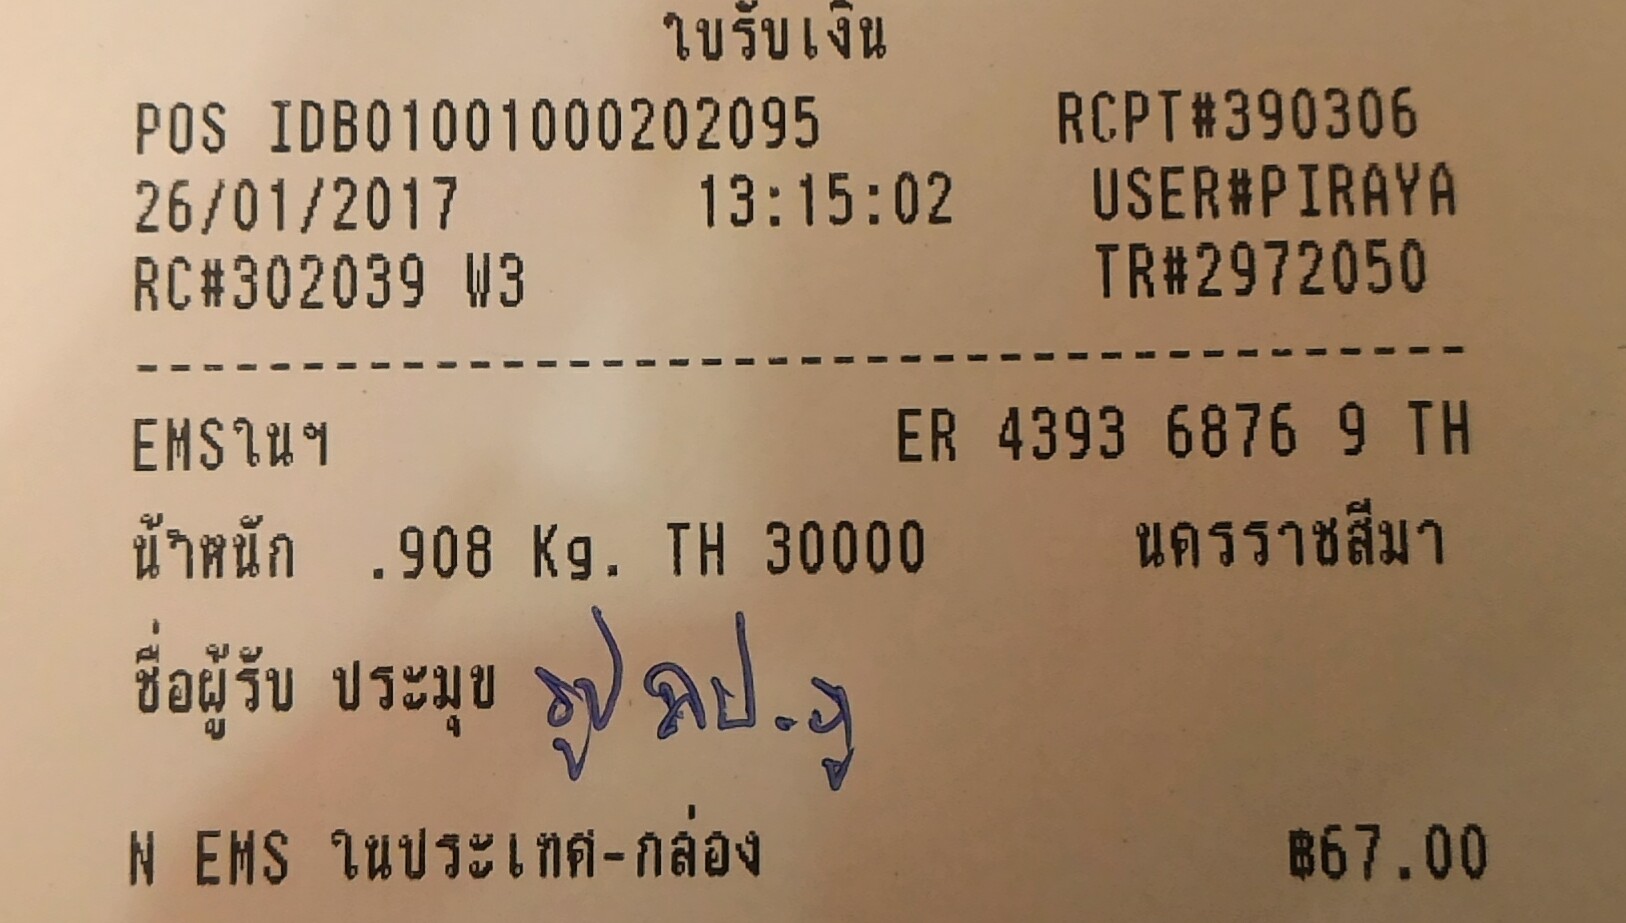 ใบรับเงิน
POS IDB01001000202095 RCPT#390306
26/01/2017 13:15:02 USER#PIRAYA
RC#302039 W3 TR#2972050
EMSในฯ ER 4393 6876 9 TH
น้ำหนัก .908 Kg. TH 30000 นครราชสีมา
ชื่อผู้รับ ประมุข
N EMS ในประเทศ-กล่อง ฿67.00